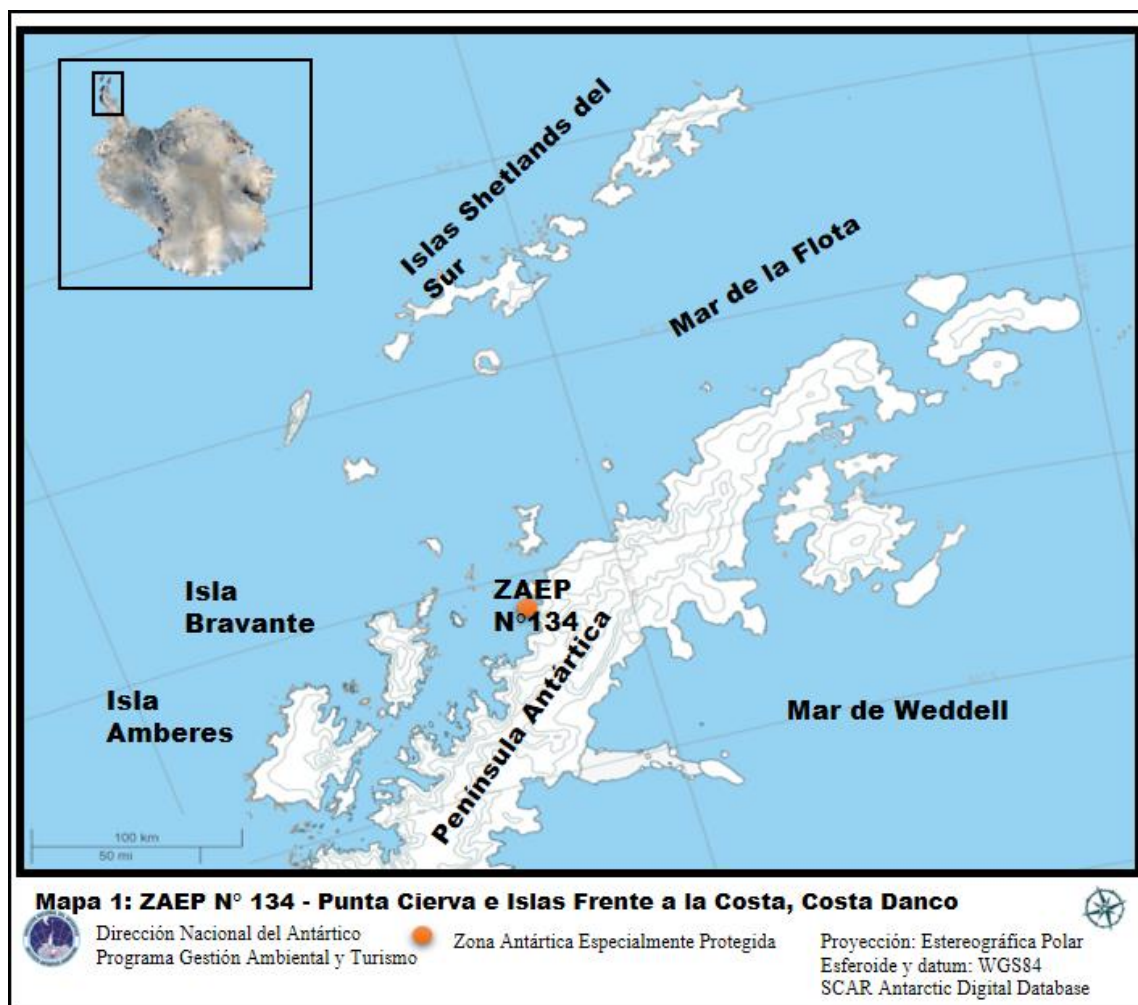 Islas Shetlands del
Sur
Mar de la Flota
ZAEP
N°134
Isla
Bravante
Isla
Amberes
Península Antártica
Mar de Weddell
100 km
50 mi
Mapa 1: ZAEP N° 134 - Punta Cierva e Islas Frente a la Costa, Costa Danco
Dirección Nacional del Antártico
Programa Gestión Ambiental y Turismo
Zona Antártica Especialmente Protegida
Proyección: Estereográfica Polar
Esferoide y datum: WGS84
SCAR Antarctic Digital Database